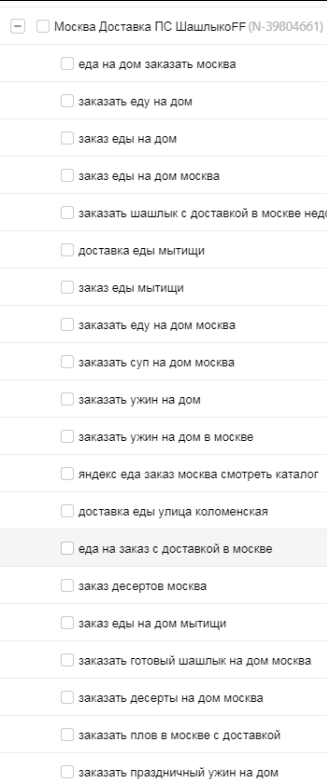 Москва Доставка ПС ШашлыкоFF (N-39804661)
еда на дом заказать москва
заказать еду на дом
заказ еды на дом
заказ еды на дом москва
заказать шашлык с доставкой в москве
доставка еды мытищи
заказ еды мытищи
заказать еду на дом москва
заказать суп на дом москва
заказать ужин на дом
заказать ужин на дом в москве
яндекс еда заказ москва смотреть каталог
доставка еды улица коломенская
еда на заказ с доставкой в москве
заказ десертов москва
заказ еды на дом мытищи
заказать готовый шашлык на дом москва
заказать десерты на дом москва
заказать плов в москве с доставкой
заказать праздничный ужин на дом